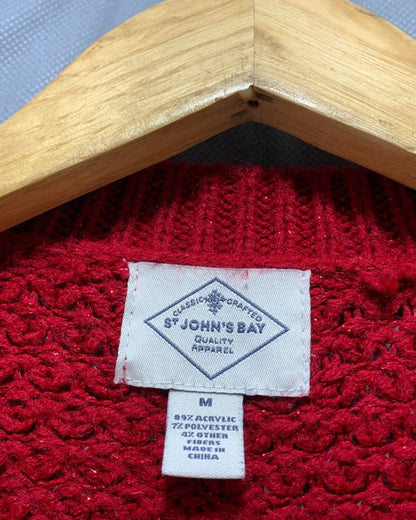 CLASSIC CRAFTED
ST JOHN'S BAY
QUALITY
APPAREL
M
89% ACRYLIC
7% POLYESTER
4% OTHER
FIBERS
MADE IN
CHINA